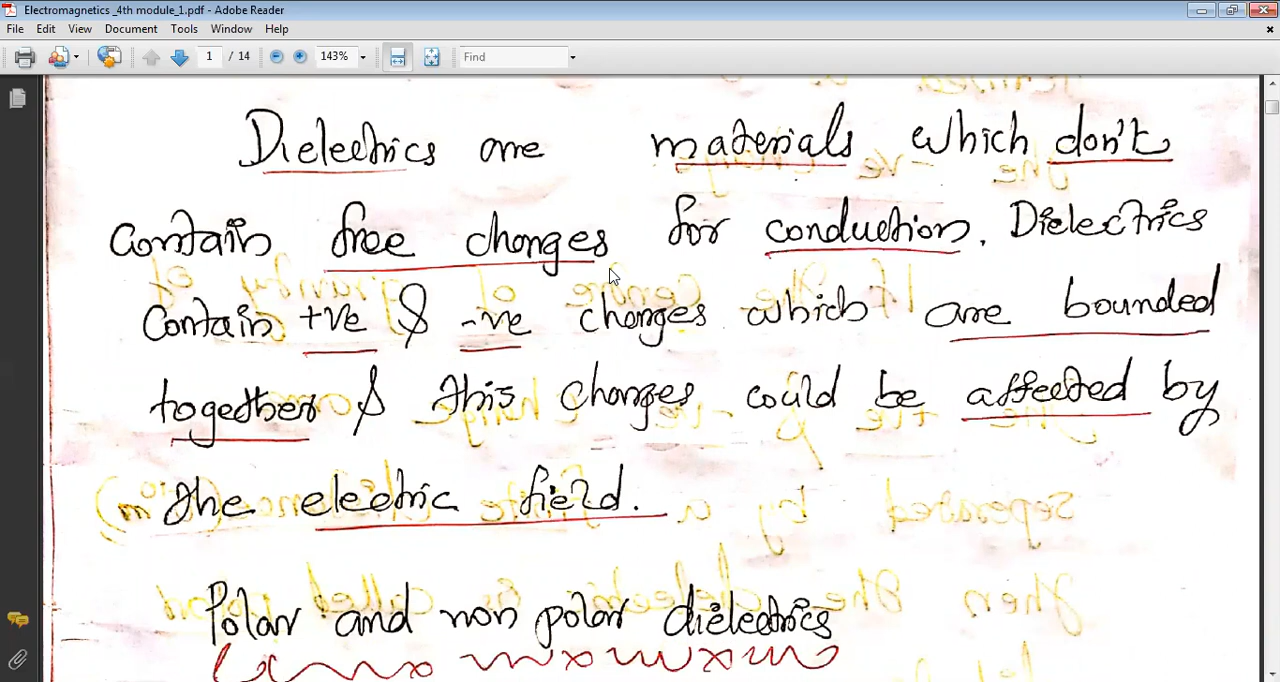 Electromagnetics _4th module_1.pdf - Adobe Reader
File Edit View Document Tools Window Help
1 / 14 143% Find
Dielectrics are materials which don't
contain free charges for conduction. Dielectrics
contain +ve & -ve charges which are bounded
together & this charges could be affected by
the electric field.
Polar and non polar dielectrics